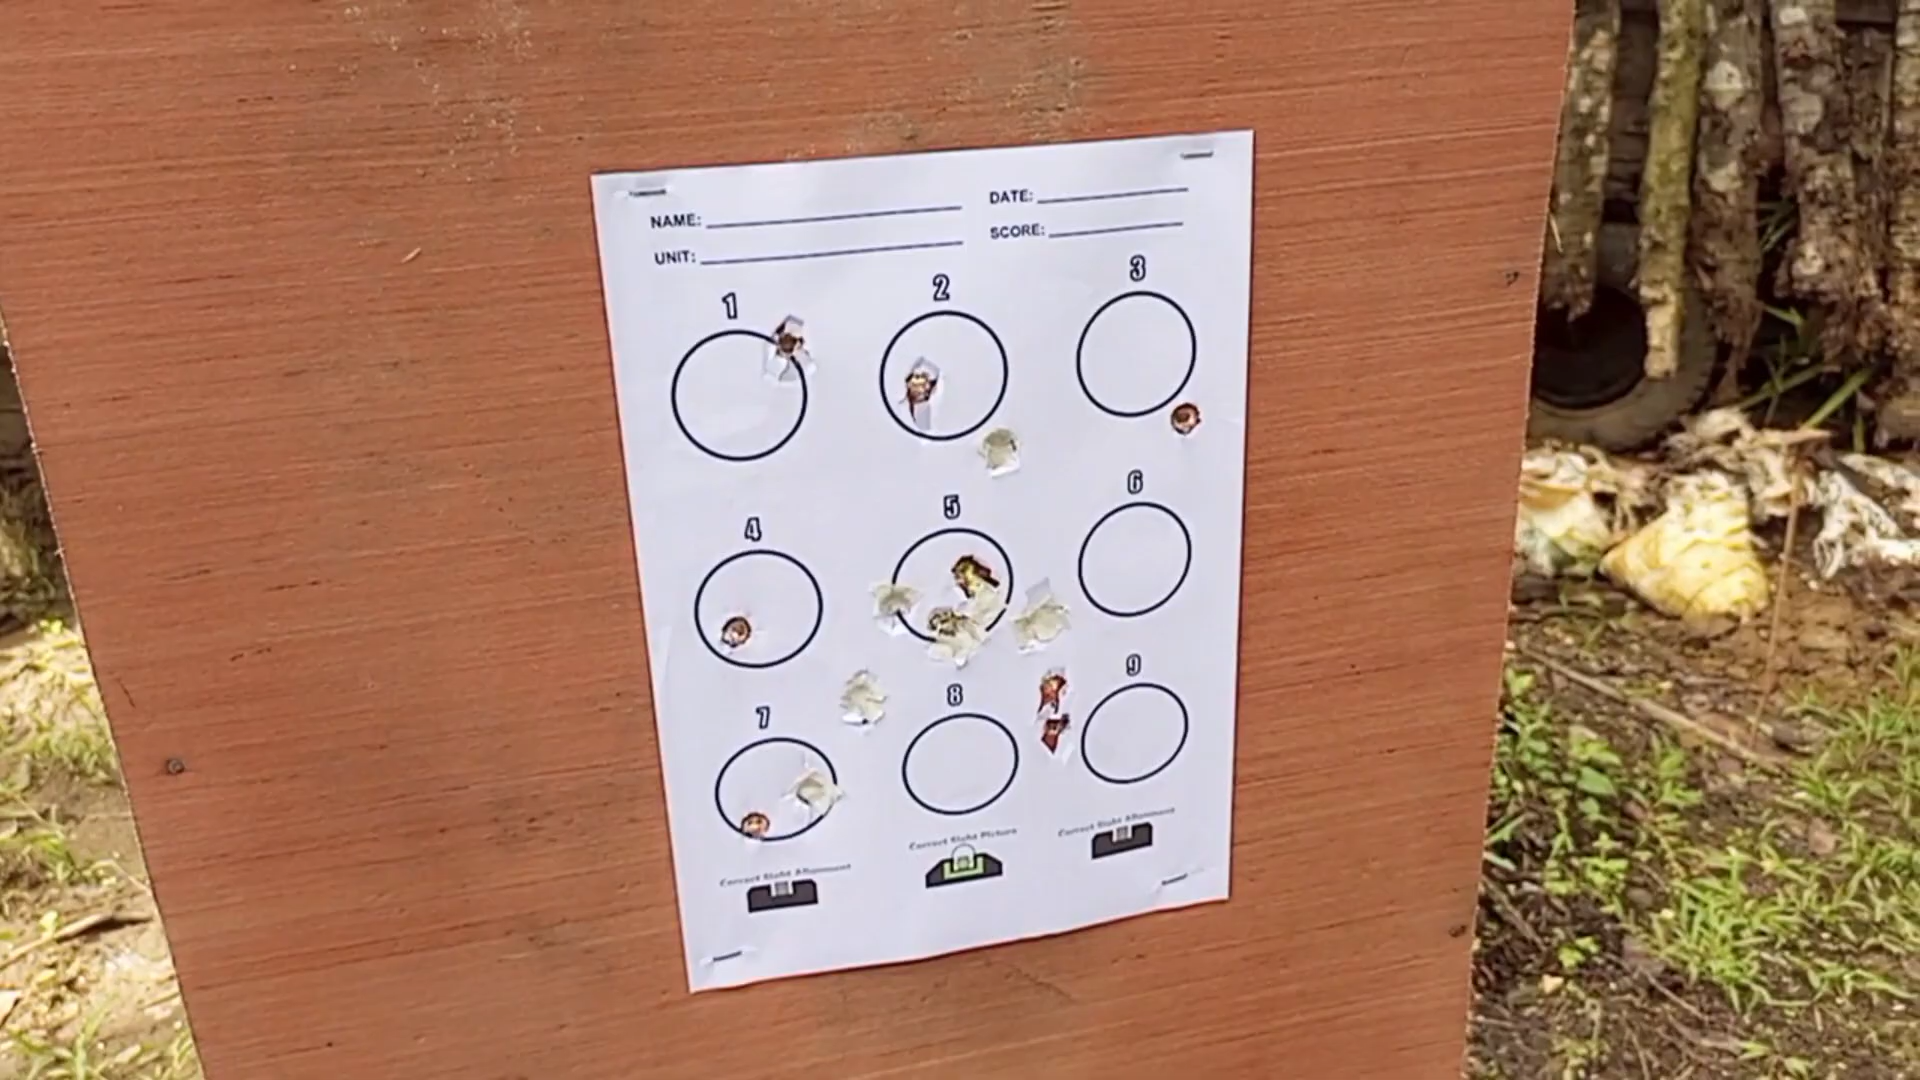 NAME: DATE:
UNIT: SCORE:
1 2 3
4 5 6
7 8 9
Correct Sight Alignment Correct Sight Picture Correct Sight Alignment